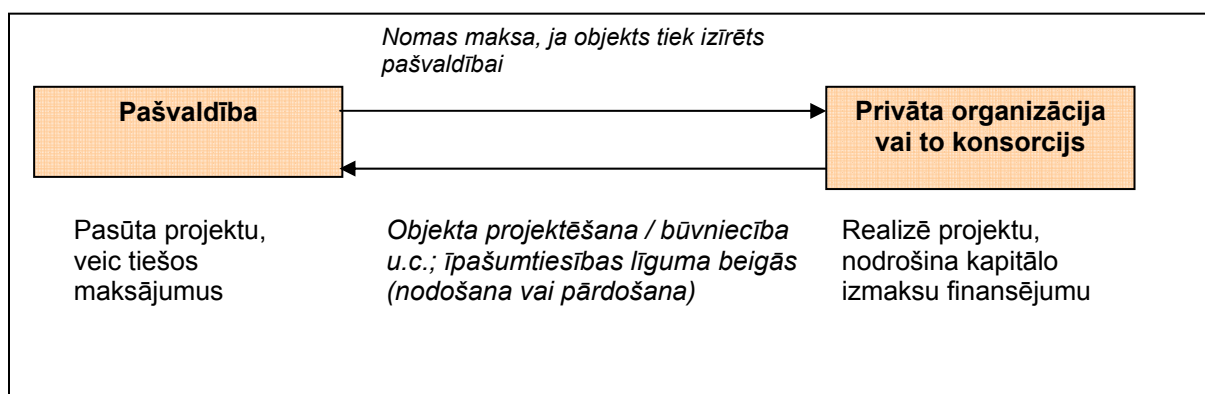 Nomas maksa, ja objekts tiek izīrēts
pašvaldībai
Pašvaldība
Privāta organizācija
vai to konsorcijs
Pasūta projektu,
veic tiešos
maksājumus
Objekta projektēšana / būvniecība
u.c.; īpašumtiesības līguma beigās
(nodošana vai pārdošana)
Realizē projektu,
nodrošina kapitālo
izmaksu finansējumu